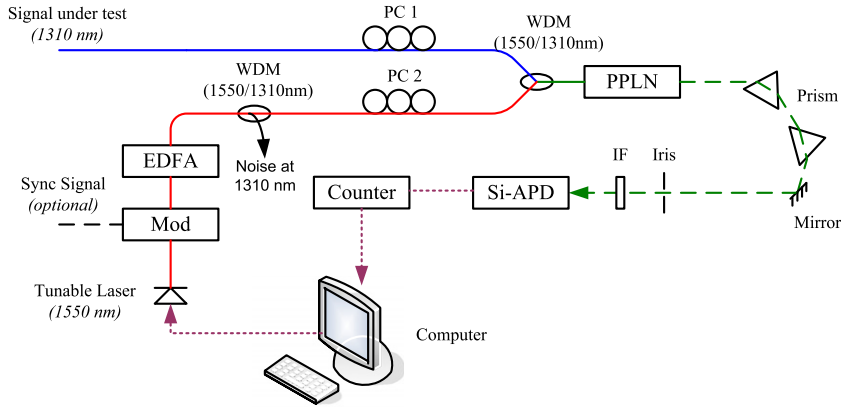 Signal under test
(1310 nm)
PC 1
WDM
(1550/1310nm)
WDM
(1550/1310nm)
PC 2
PPLN
Prism
EDFA
Noise at
1310 nm
IF
Iris
Sync Signal
(optional)
Counter
Si-APD
Mod
Mirror
Tunable Laser
(1550 nm)
Computer